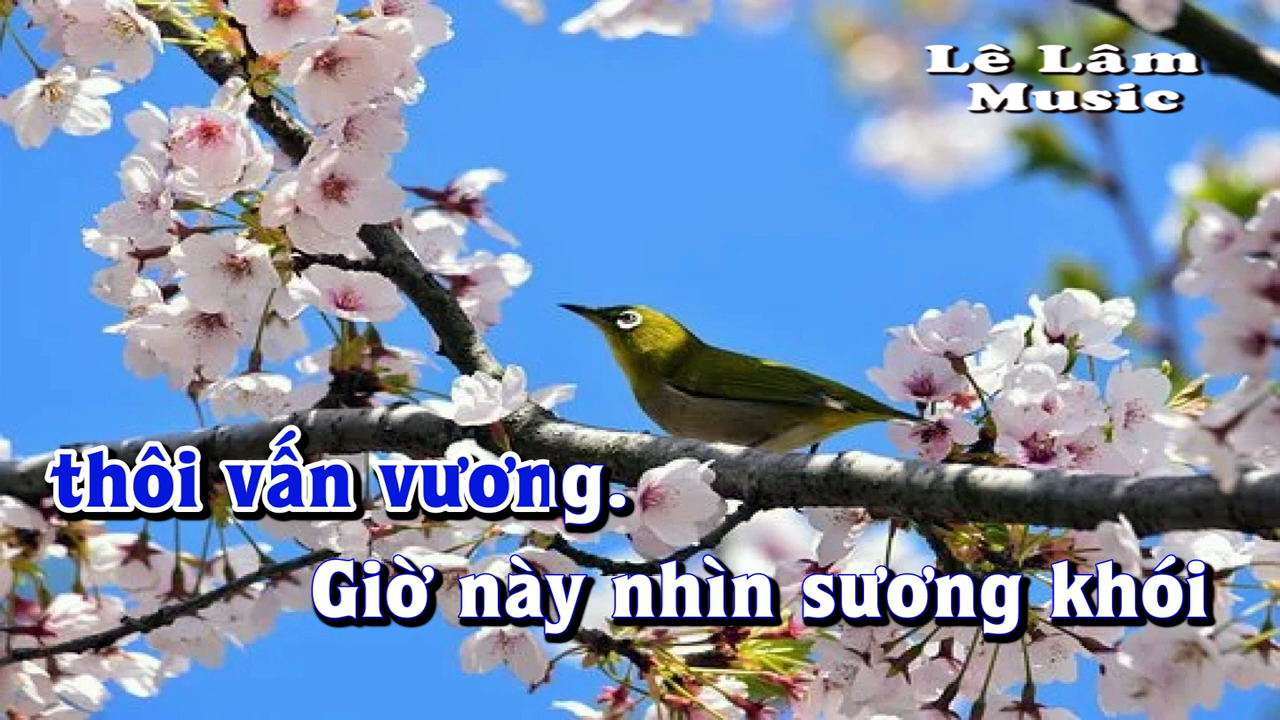 Lê Lâm
Music
thôi vấn vương.
Giờ này nhìn sương khói